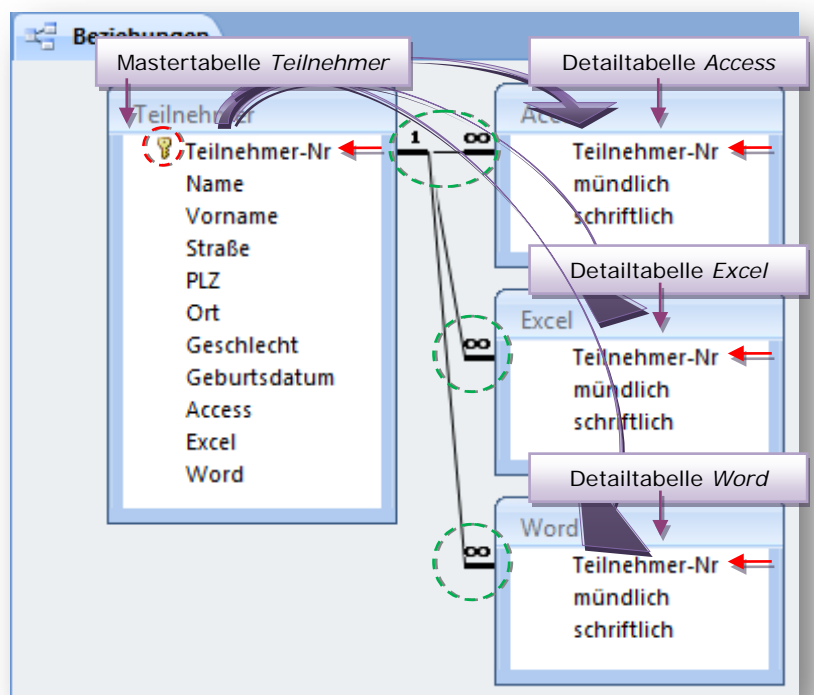 Beziehungen
Mastertabelle Teilnehmer
Teilnehmer
Teilnehmer-Nr
Name
Vorname
Straße
PLZ
Ort
Geschlecht
Geburtsdatum
Access
Excel
Word
1 ∞
∞
∞
Detailtabelle Access
Teilnehmer-Nr
mündlich
schriftlich
Detailtabelle Excel
Excel
Teilnehmer-Nr
mündlich
schriftlich
Detailtabelle Word
Word
Teilnehmer-Nr
mündlich
schriftlich